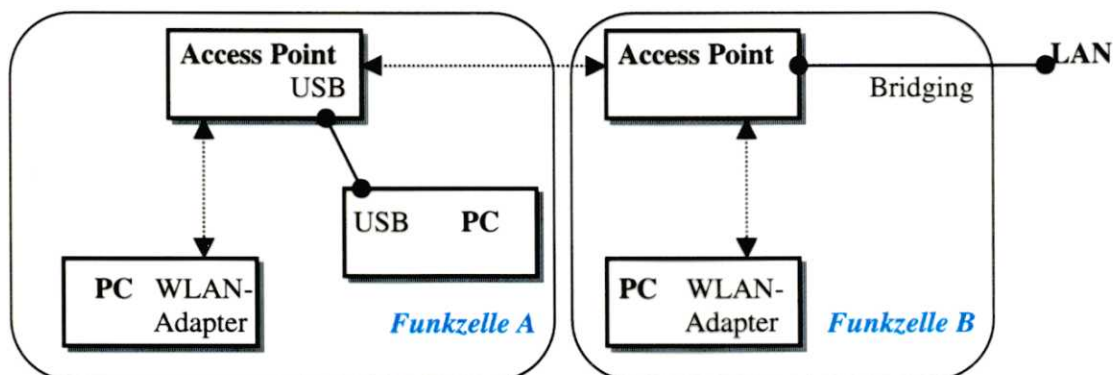 Access Point
USB
USB PC
PC WLAN-
Adapter
Funkzelle A
Access Point
Bridging
LAN
PC WLAN-
Adapter
Funkzelle B